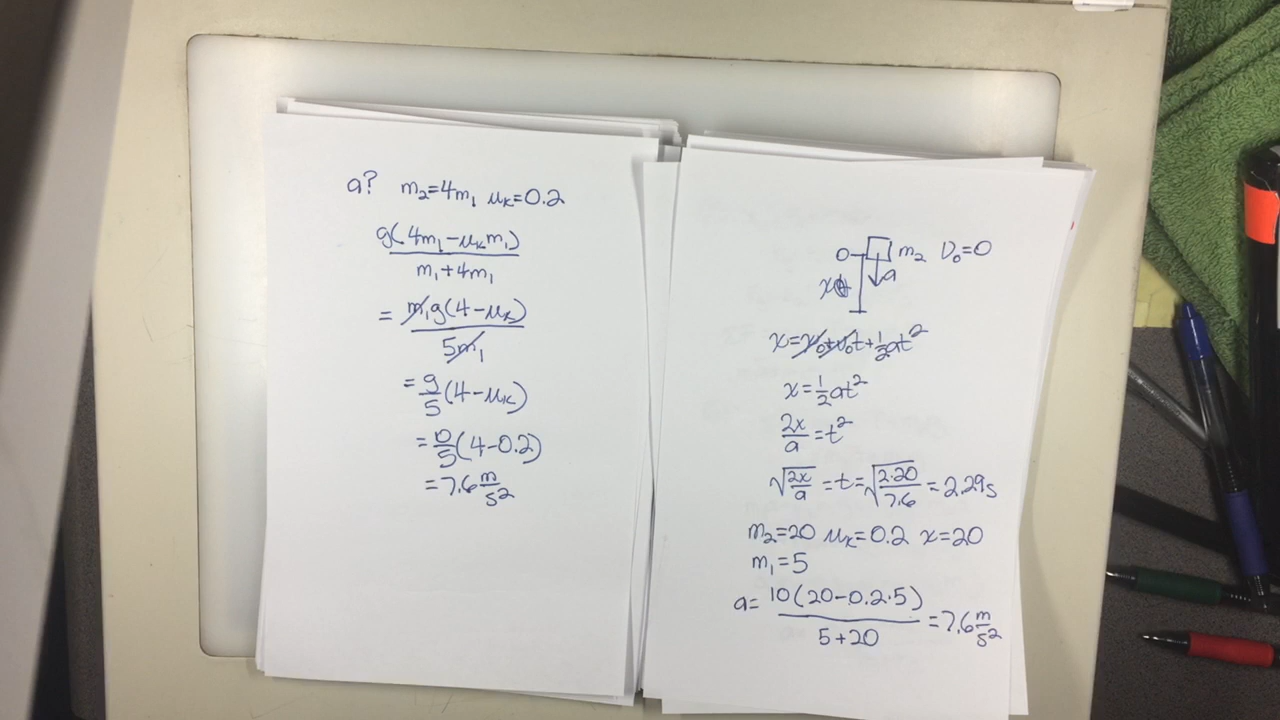 a? m₂=4m₁ μₖ=0.2
g(4m₁-μₖm₁)
m₁+4m₁
= m₁g(4-μₖ)
5m₁
= g/5(4-μₖ)
= 10/5(4-0.2)
= 7.6 m/s²
0 m₂ v₀=0
a
x
x=x₀+v₀t+½at²
x=½at²
2x/a=t²
√(2x/a)=t=√(2·20/7.6)=2.29s
m₂=20 μₖ=0.2 x=20
m₁=5
a= 10(20-0.2·5)
5+20
=7.6 m/s²